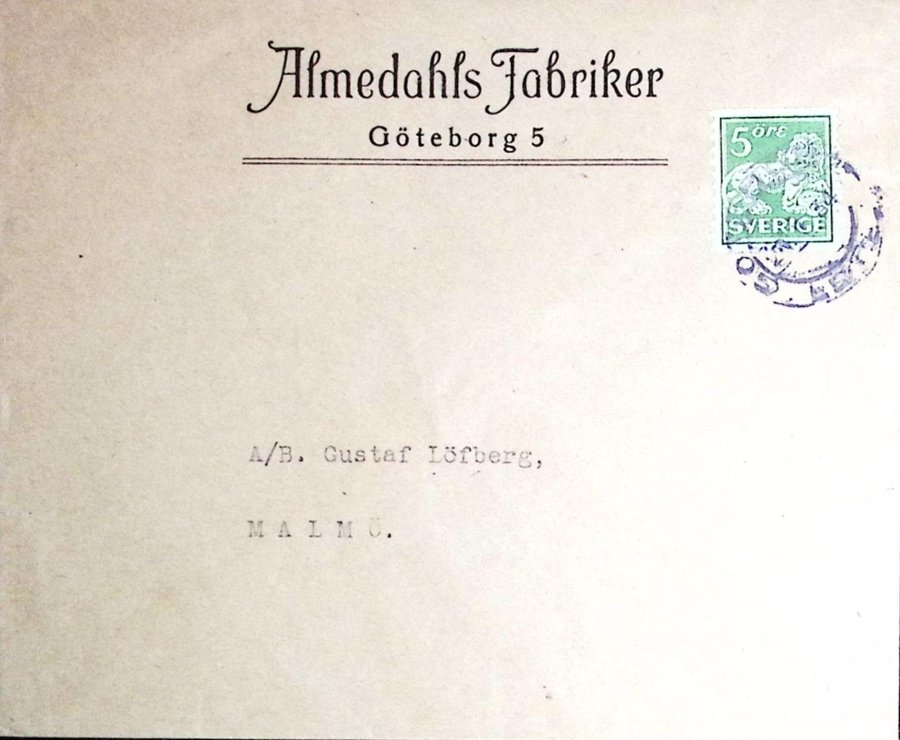 Almedahls Fabriker
Göteborg 5
5 ÖRE
SVERIGE
A/B. Gustaf Löfberg,
M A L M Ö.